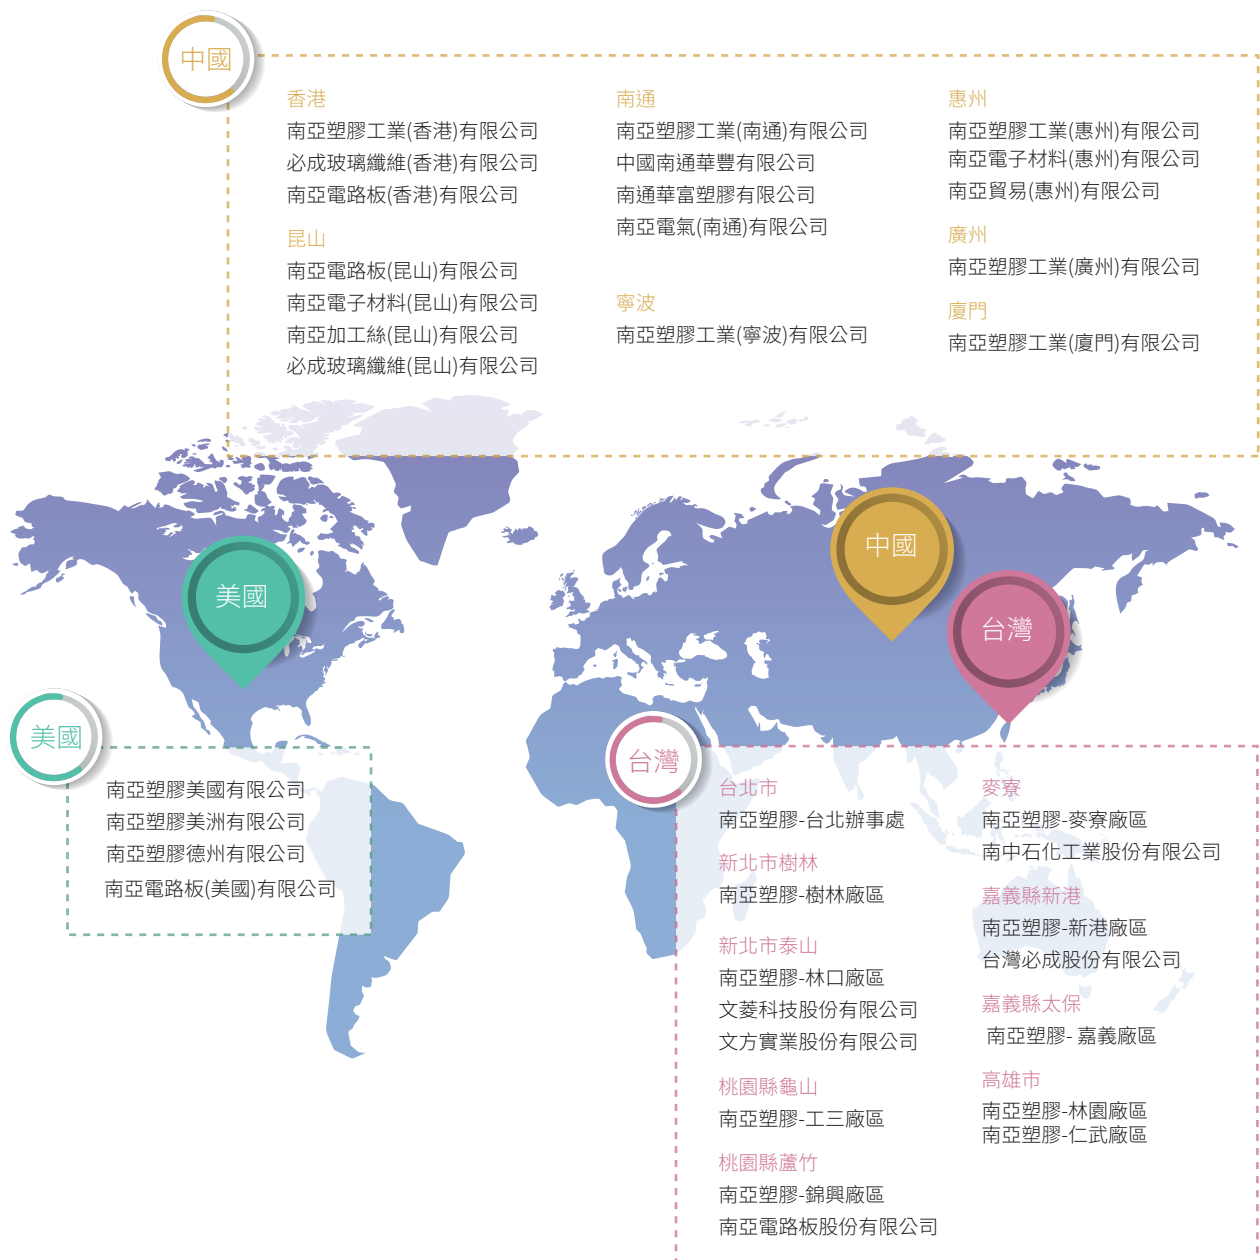 中國
香港
南亞塑膠工業(香港)有限公司
必成玻璃纖維(香港)有限公司
南亞電路板(香港)有限公司
昆山
南亞電路板(昆山)有限公司
南亞電子材料(昆山)有限公司
南亞加工絲(昆山)有限公司
必成玻璃纖維(昆山)有限公司
南通
南亞塑膠工業(南通)有限公司
中國南通華豐有限公司
南通華富塑膠有限公司
南亞電氣(南通)有限公司
寧波
南亞塑膠工業(寧波)有限公司
惠州
南亞塑膠工業(惠州)有限公司
南亞電子材料(惠州)有限公司
南亞貿易(惠州)有限公司
廣州
南亞塑膠工業(廣州)有限公司
廈門
南亞塑膠工業(廈門)有限公司
中國
美國
台灣
美國
南亞塑膠美國有限公司
南亞塑膠美洲有限公司
南亞塑膠德州有限公司
南亞電路板(美國)有限公司
台灣
台北市
南亞塑膠-台北辦事處
新北市樹林
南亞塑膠-樹林廠區
新北市泰山
南亞塑膠-林口廠區
文菱科技股份有限公司
文方實業股份有限公司
桃園縣龜山
南亞塑膠-工三廠區
桃園縣蘆竹
南亞塑膠-錦興廠區
南亞電路板股份有限公司
麥寮
南亞塑膠-麥寮廠區
南中石化工業股份有限公司
嘉義縣新港
南亞塑膠-新港廠區
台灣必成股份有限公司
嘉義縣太保
南亞塑膠- 嘉義廠區
高雄市
南亞塑膠-林園廠區
南亞塑膠-仁武廠區